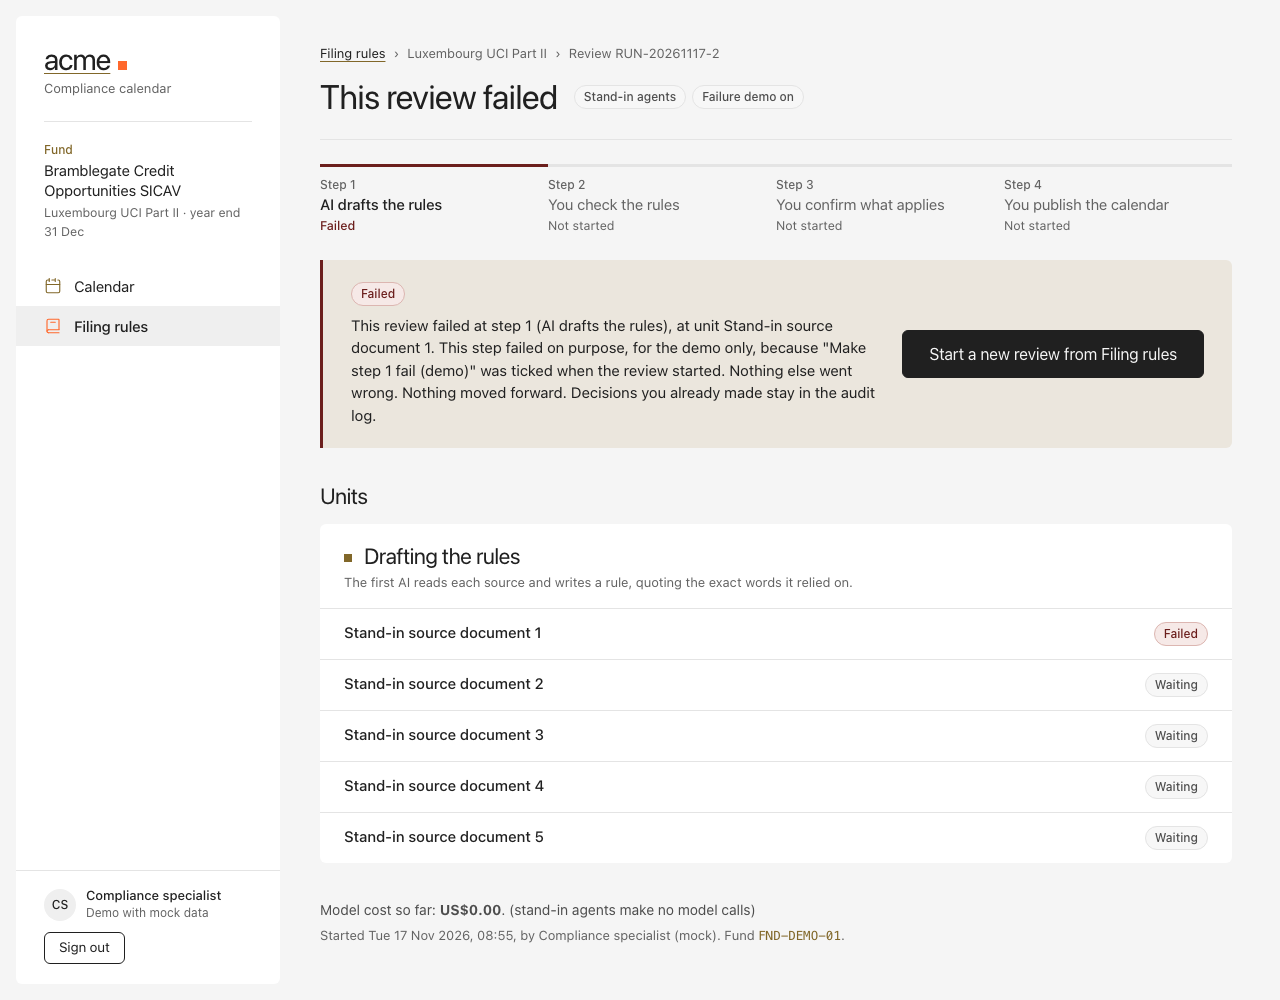 acme
Compliance calendar
Fund
Bramblegate Credit
Opportunities SICAV
Luxembourg UCI Part II · year end
31 Dec
Calendar
Filing rules
CS
Compliance specialist
Demo with mock data
Sign out
Filing rules › Luxembourg UCI Part II › Review RUN-20261117-2
This review failed
Stand-in agents
Failure demo on
Step 1
AI drafts the rules
Failed
Step 2
You check the rules
Not started
Step 3
You confirm what applies
Not started
Step 4
You publish the calendar
Not started
Failed
This review failed at step 1 (AI drafts the rules), at unit Stand-in source
document 1. This step failed on purpose, for the demo only, because "Make
step 1 fail (demo)" was ticked when the review started. Nothing else went
wrong. Nothing moved forward. Decisions you already made stay in the audit
log.
Start a new review from Filing rules
Units
Drafting the rules
The first AI reads each source and writes a rule, quoting the exact words it relied on.
Stand-in source document 1
Failed
Stand-in source document 2
Waiting
Stand-in source document 3
Waiting
Stand-in source document 4
Waiting
Stand-in source document 5
Waiting
Model cost so far: US$0.00. (stand-in agents make no model calls)
Started Tue 17 Nov 2026, 08:55, by Compliance specialist (mock). Fund FND-DEMO-01.